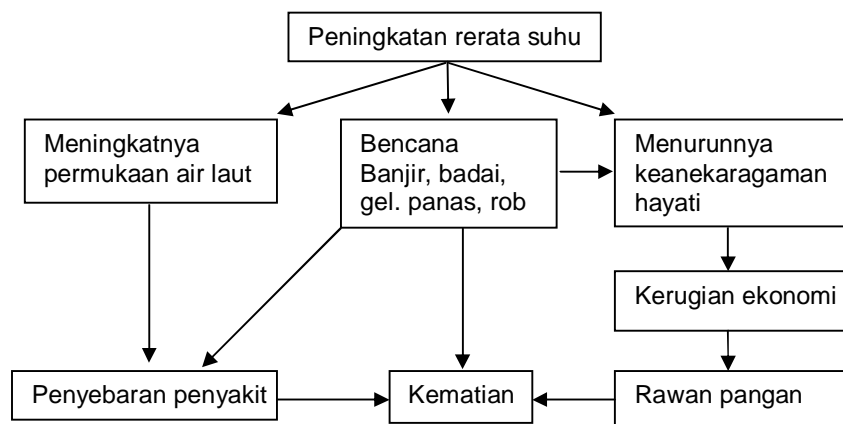 Peningkatan rerata suhu
Meningkatnya
permukaan air laut
Bencana
Banjir, badai,
gel. panas, rob
Menurunnya
keanekaragaman
hayati
Kerugian ekonomi
Penyebaran penyakit
Kematian
Rawan pangan